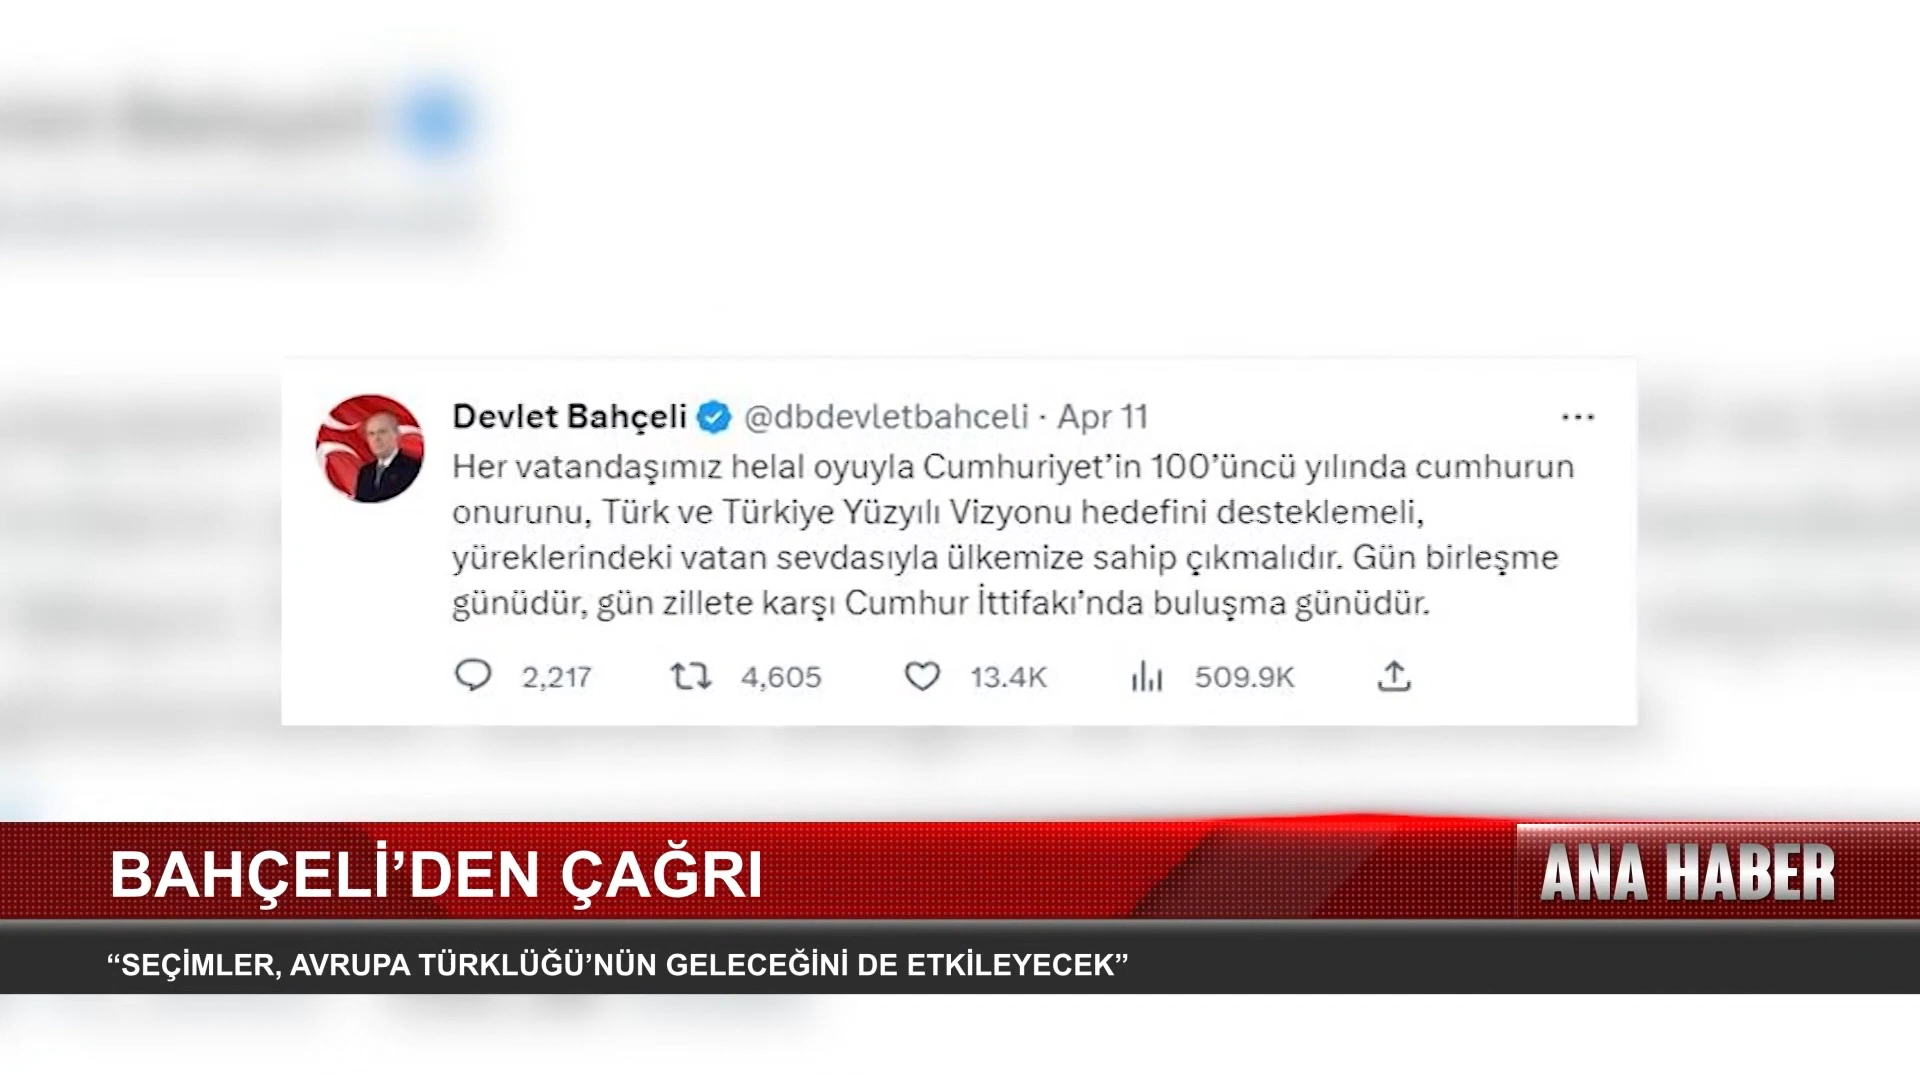 Devlet Bahçeli @dbdevletbahceli · Apr 11
Her vatandaşımız helal oyuyla Cumhuriyet’in 100’üncü yılında cumhurun
onurunu, Türk ve Türkiye Yüzyılı Vizyonu hedefini desteklemeli,
yüreklerindeki vatan sevdasıyla ülkemize sahip çıkmalıdır. Gün birleşme
günüdür, gün zillete karşı Cumhur İttifakı’nda buluşma günüdür.
2,217 4,605 13.4K 509.9K
BAHÇELİ’DEN ÇAĞRI
ANA HABER
“SEÇİMLER, AVRUPA TÜRKLÜĞÜ’NÜN GELECEĞİNİ DE ETKİLEYECEK”